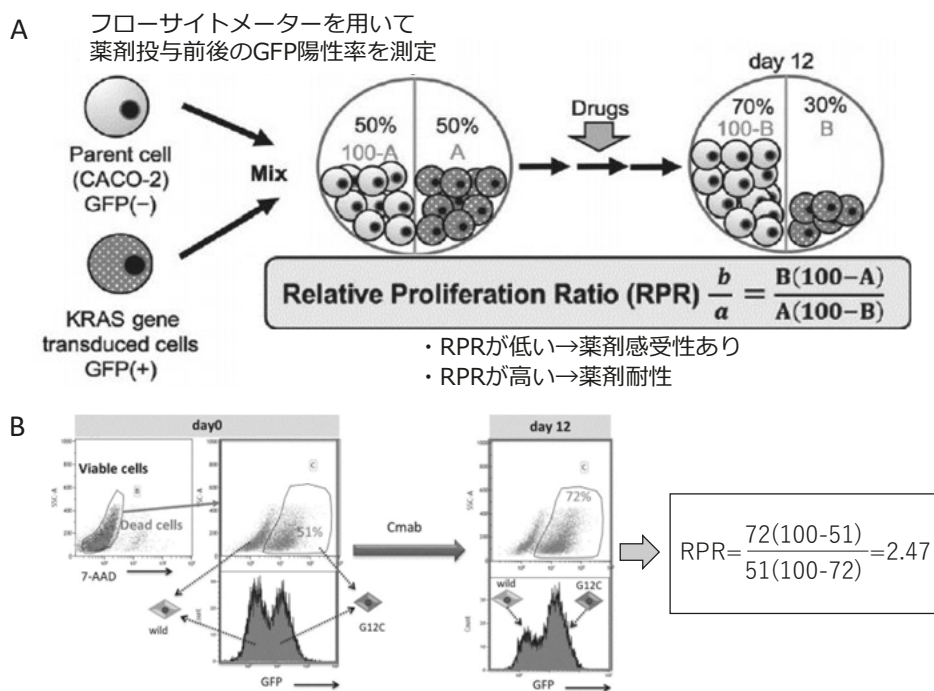 A
フローサイトメーターを用いて
薬剤投与前後のGFP陽性率を測定
Parent cell
(CACO-2)
GFP(−)
KRAS gene
transduced cells
GFP(+)
Mix
50%
50%
100-A
A
Drugs
day 12
70%
30%
100-B
B
Relative Proliferation Ratio (RPR) b/a = B(100−A)/A(100−B)
・RPRが低い→薬剤感受性あり
・RPRが高い→薬剤耐性
B
day0
Viable cells
B
Dead cells
SSC-A
7-AAD
C
51%
SSC-A
wild
G12C
Count
GFP
Cmab
day 12
C
72%
SSC-A
wild
G12C
Count
GFP
RPR=72(100-51)/51(100-72)=2.47